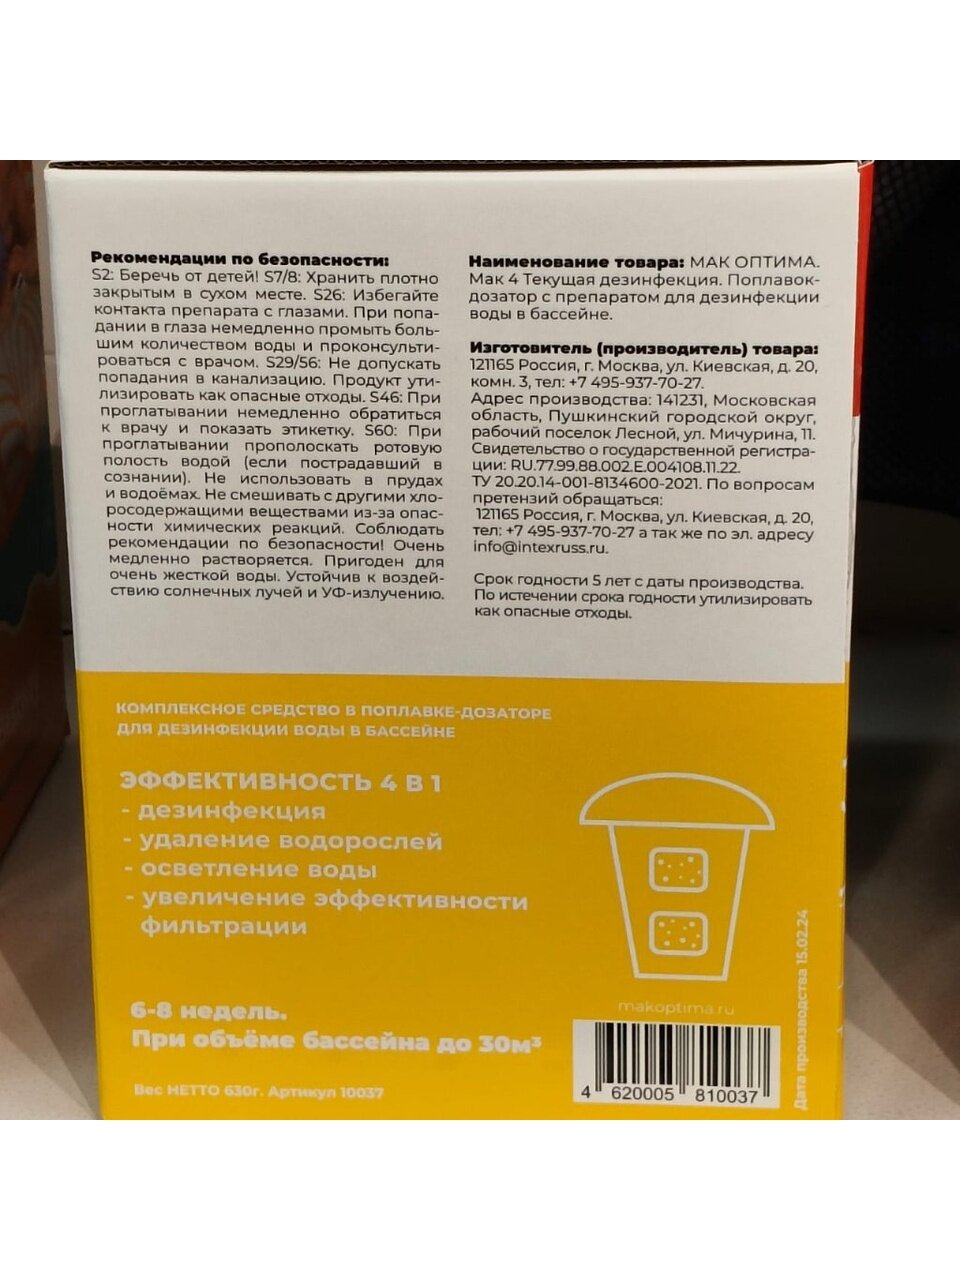 Рекомендации по безопасности:
S2: Беречь от детей! S7/8: Хранить плотно
закрытым в сухом месте. S26: Избегайте
контакта препарата с глазами. При попа-
дании в глаза немедленно промыть боль-
шим количеством воды и проконсульти-
роваться с врачом. S29/56: Не допускать
попадания в канализацию. Продукт ути-
лизировать как опасные отходы. S46: При
проглатывании немедленно обратиться
к врачу и показать этикетку. S60: При
проглатывании прополоскать ротовую
полость водой (если пострадавший в
сознании). Не использовать в прудах
и водоёмах. Не смешивать с другими хло-
росодержащими веществами из-за опас-
ности химических реакций. Соблюдать
рекомендации по безопасности! Очень
медленно растворяется. Пригоден для
очень жесткой воды. Устойчив к воздей-
ствию солнечных лучей и УФ-излучению.
Наименование товара: МАК ОПТИМА.
Мак 4 Текущая дезинфекция. Поплавок-
дозатор с препаратом для дезинфекции
воды в бассейне.
Изготовитель (производитель) товара:
121165 Россия, г. Москва, ул. Киевская, д. 20,
комн. 3, тел: +7 495-937-70-27.
Адрес производства: 141231, Московская
область, Пушкинский городской округ,
рабочий поселок Лесной, ул. Мичурина, 11.
Свидетельство о государственной регистра-
ции: RU.77.99.88.002.E.004108.11.22.
ТУ 20.20.14-001-8134600-2021. По вопросам
претензий обращаться:
121165 Россия, г. Москва, ул. Киевская, д. 20,
тел: +7 495-937-70-27 а так же по эл. адресу
info@intexruss.ru.
Срок годности 5 лет с даты производства.
По истечении срока годности утилизировать
как опасные отходы.
КОМПЛЕКСНОЕ СРЕДСТВО В ПОПЛАВКЕ-ДОЗАТОРЕ
ДЛЯ ДЕЗИНФЕКЦИИ ВОДЫ В БАССЕЙНЕ
ЭФФЕКТИВНОСТЬ 4 В 1
- дезинфекция
- удаление водорослей
- осветление воды
- увеличение эффективности
фильтрации
6-8 недель.
При объёме бассейна до 30м³
Вес НЕТТО 630г. Артикул 10037
makoptima.ru
4 620005 810037
Дата производства 15.02.24